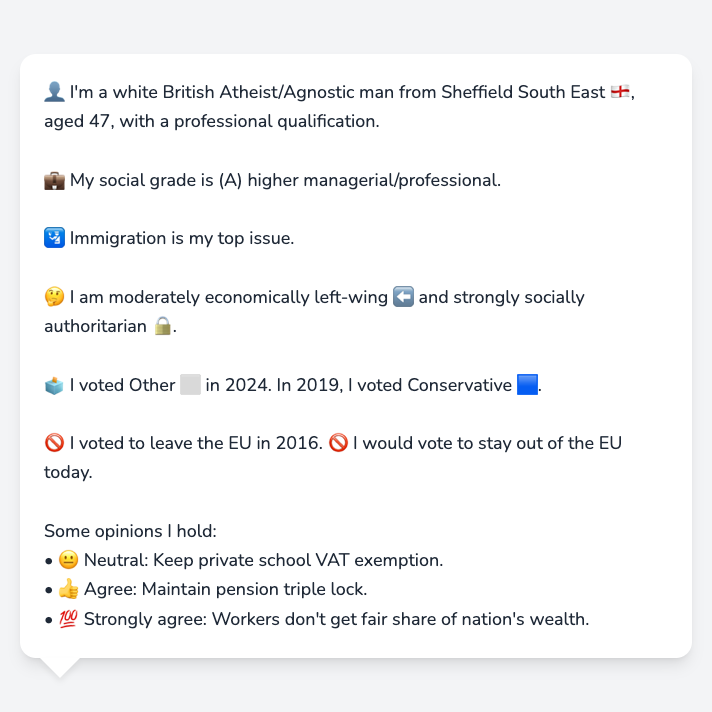 👤 I'm a white British Atheist/Agnostic man from Sheffield South East 🏴󠁧󠁢󠁥󠁮󠁧󠁿,
aged 47, with a professional qualification.
💼 My social grade is (A) higher managerial/professional.
🛂 Immigration is my top issue.
🤔 I am moderately economically left-wing ⬅️ and strongly socially
authoritarian 🔒.
🗳️ I voted Other ⬜ in 2024. In 2019, I voted Conservative 🟦.
🚫 I voted to leave the EU in 2016. 🚫 I would vote to stay out of the EU
today.
Some opinions I hold:
• 😐 Neutral: Keep private school VAT exemption.
• 👍 Agree: Maintain pension triple lock.
• 💯 Strongly agree: Workers don't get fair share of nation's wealth.